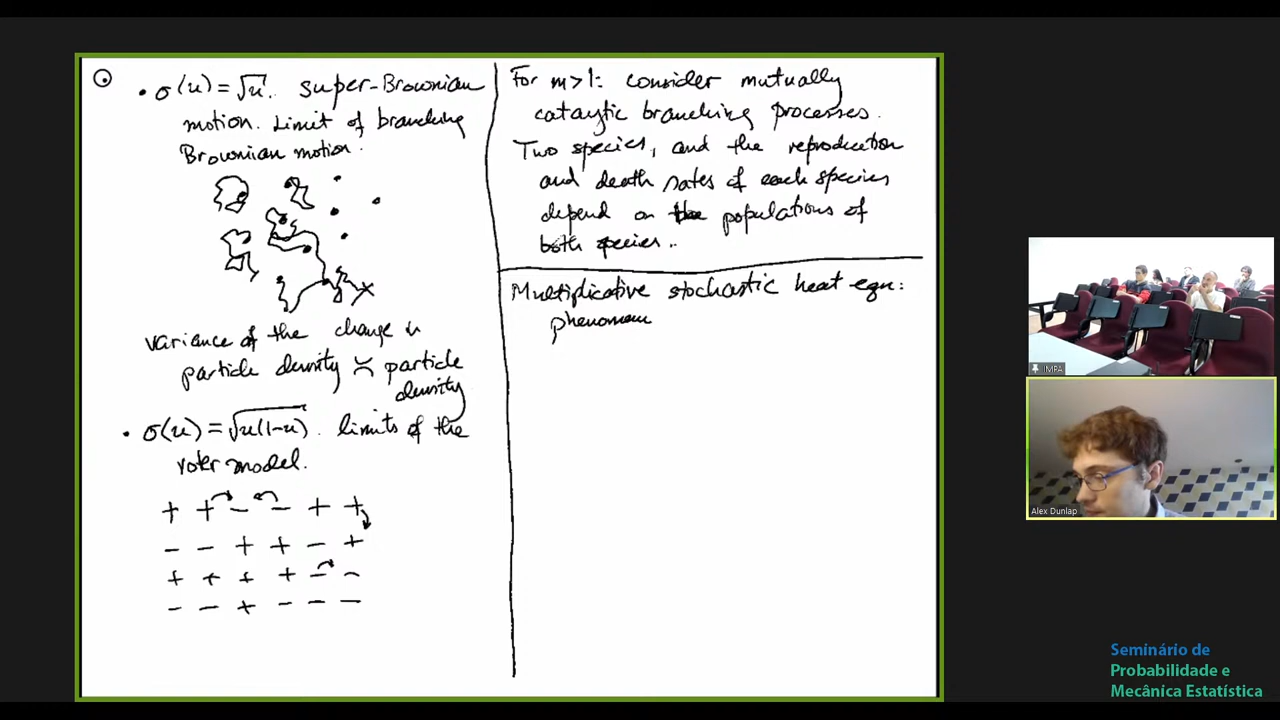 • σ(u) = √u. super-Brownian
motion. Limit of branching
Brownian motion.
variance of the change in
particle density ≍ particle
density
• σ(u) = √u(1-u). limits of the
voter model.
+ + - - + +
- - + + - +
+ + + + - -
- - + - - -
For m>1: consider mutually
cataytic branching processes.
Two species, and the reproduction
and death rates of each species
depend on the populations of
both species.
Multiplicative stochastic heat eqn:
phenomen
IMPA
Alex Dunlap
Seminário de
Probabilidade e
Mecânica Estatística